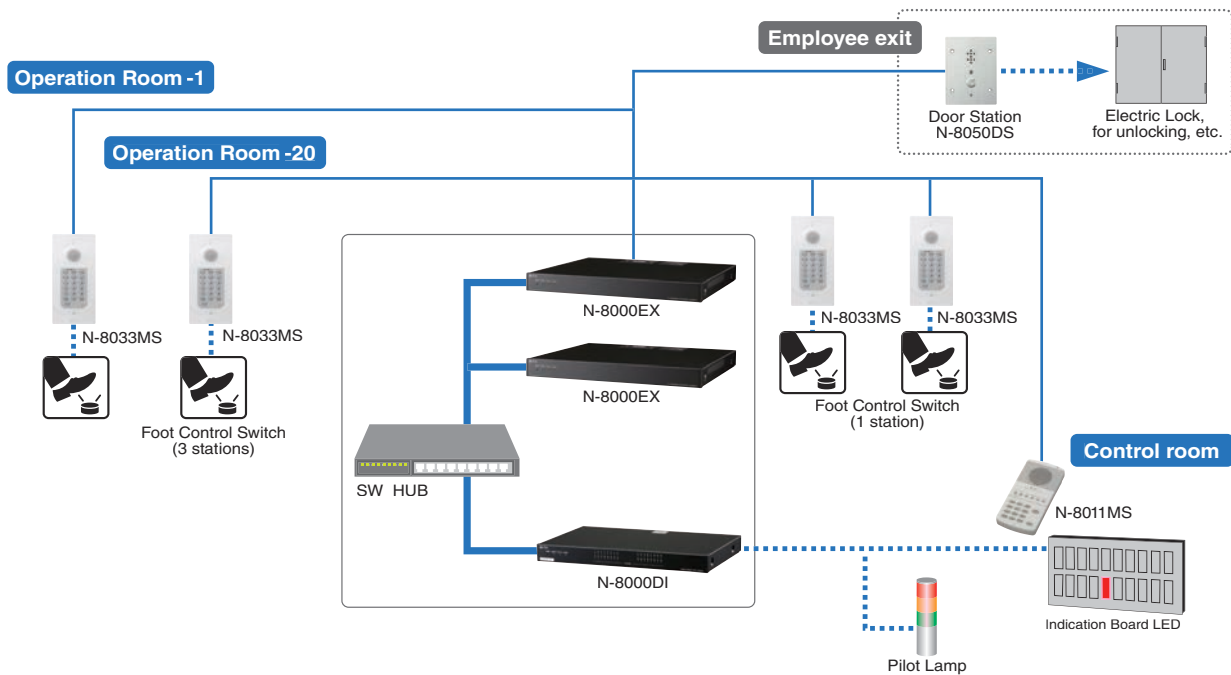 Employee exit
Operation Room -1
Door Station
N-8050DS
Electric Lock,
for unlocking, etc.
Operation Room -20
N-8000EX
N-8033MS
N-8033MS
N-8033MS
N-8033MS
N-8000EX
Foot Control Switch
(3 stations)
Foot Control Switch
(1 station)
Control room
SW HUB
N-8011MS
N-8000DI
Indication Board LED
Pilot Lamp